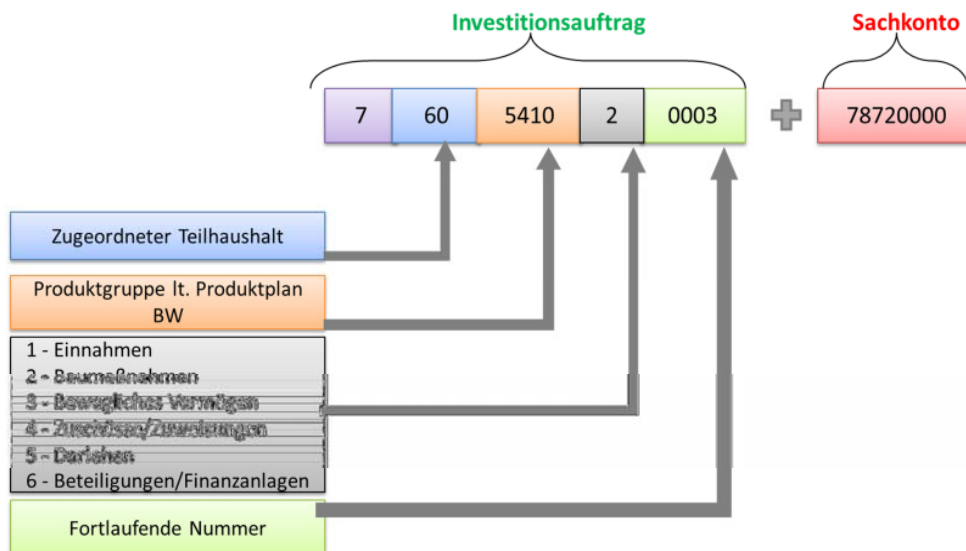 Investitionsauftrag
Sachkonto
7 60 5410 2 0003 + 78720000
Zugeordneter Teilhaushalt
Produktgruppe lt. Produktplan
BW
1 - Einnahmen
2 - Baumaßnahmen
3 - Bewegliches Vermögen
4 - Zuschüsse/Zuweisungen
5 - Darlehen
6 - Beteiligungen/Finanzanlagen
Fortlaufende Nummer